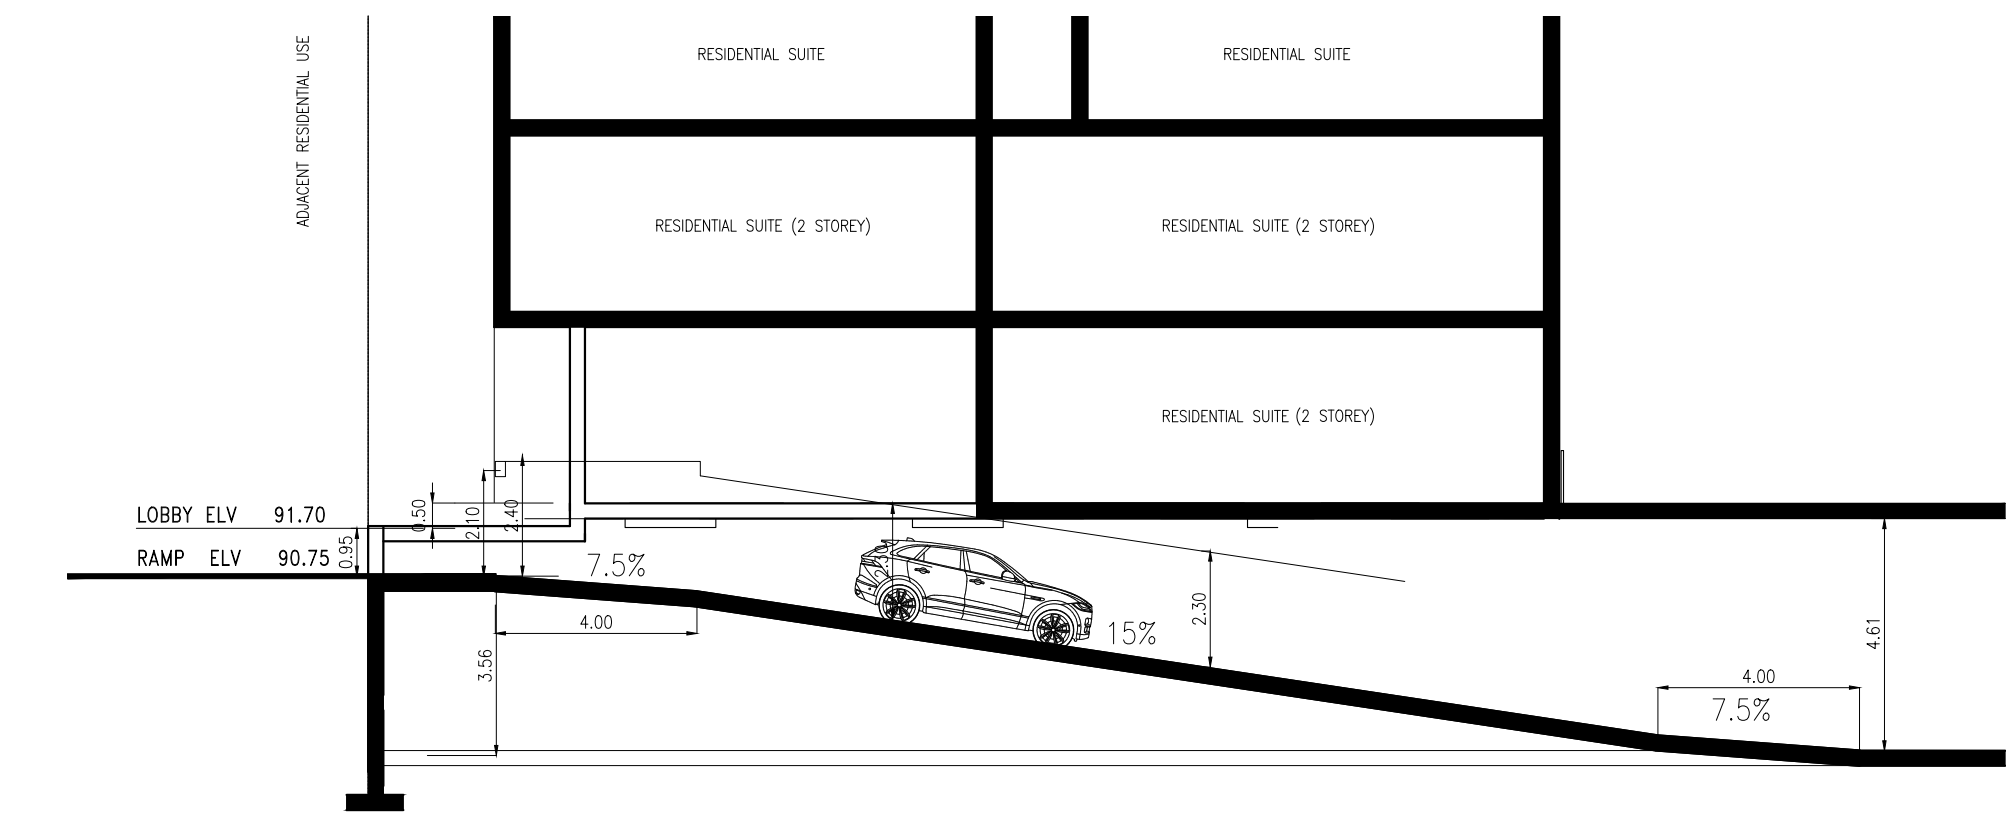 ADJACENT RESIDENTIAL USE
RESIDENTIAL SUITE
RESIDENTIAL SUITE
RESIDENTIAL SUITE (2 STOREY)
RESIDENTIAL SUITE (2 STOREY)
RESIDENTIAL SUITE (2 STOREY)
LOBBY ELV 91.70
RAMP ELV 90.75
0.95
0.50
2.10
2.40
7.5%
4.00
3.56
15%
2.30
4.61
4.00
7.5%